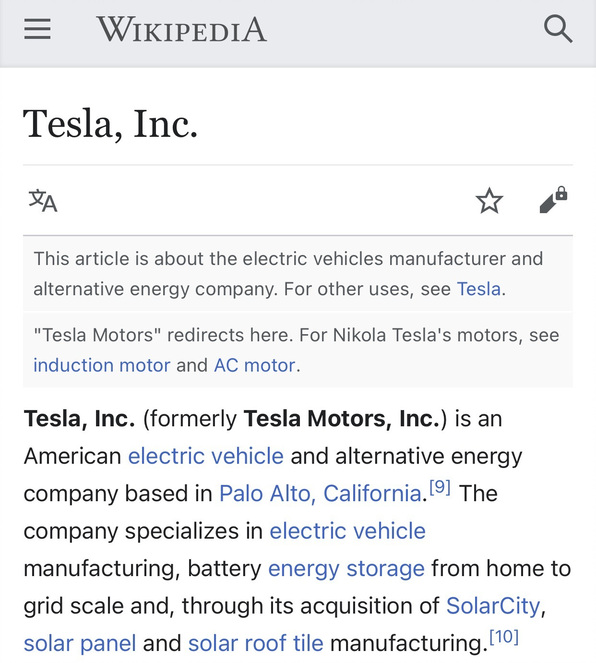 WIKIPEDIA
Tesla, Inc.
This article is about the electric vehicles manufacturer and
alternative energy company. For other uses, see Tesla.
"Tesla Motors" redirects here. For Nikola Tesla's motors, see
induction motor and AC motor.
Tesla, Inc. (formerly Tesla Motors, Inc.) is an
American electric vehicle and alternative energy
company based in Palo Alto, California.[9] The
company specializes in electric vehicle
manufacturing, battery energy storage from home to
grid scale and, through its acquisition of SolarCity,
solar panel and solar roof tile manufacturing.[10]